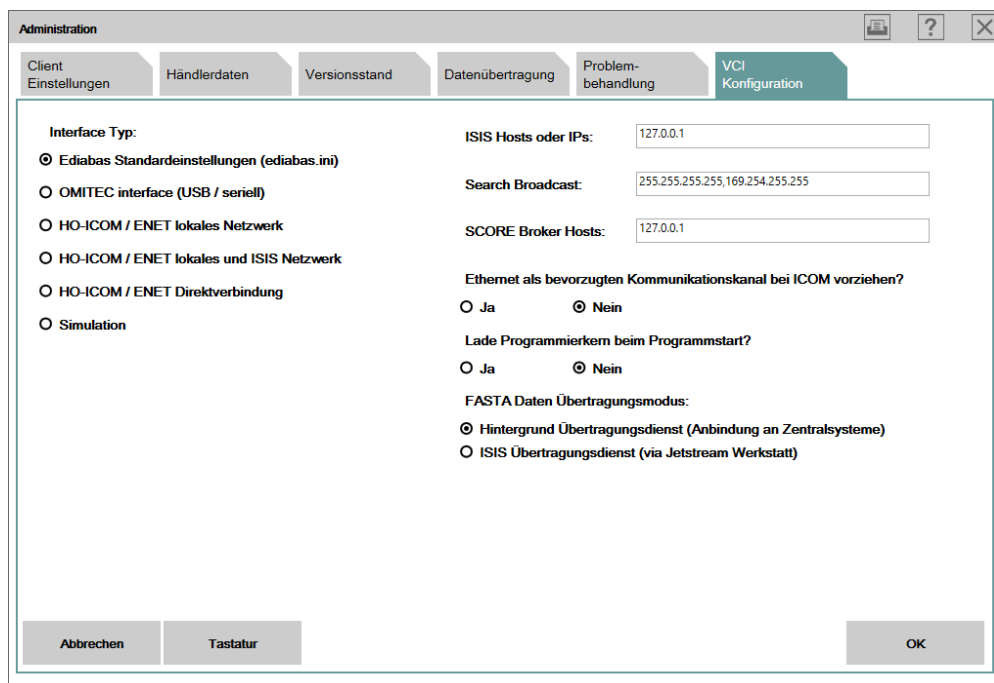 Administration
?
Client
Einstellungen
Händlerdaten
Versionsstand
Datenübertragung
Problem-
behandlung
VCI
Konfiguration
Interface Typ:
Ediabas Standardeinstellungen (ediabas.ini)
OMITEC interface (USB / seriell)
HO-ICOM / ENET lokales Netzwerk
HO-ICOM / ENET lokales und ISIS Netzwerk
HO-ICOM / ENET Direktverbindung
Simulation
ISIS Hosts oder IPs:
127.0.0.1
Search Broadcast:
255.255.255.255,169.254.255.255
SCORE Broker Hosts:
127.0.0.1
Ethernet als bevorzugten Kommunikationskanal bei ICOM vorziehen?
Ja
Nein
Lade Programmierkern beim Programmstart?
Ja
Nein
FASTA Daten Übertragungsmodus:
Hintergrund Übertragungsdienst (Anbindung an Zentralsysteme)
ISIS Übertragungsdienst (via Jetstream Werkstatt)
Abbrechen
Tastatur
OK